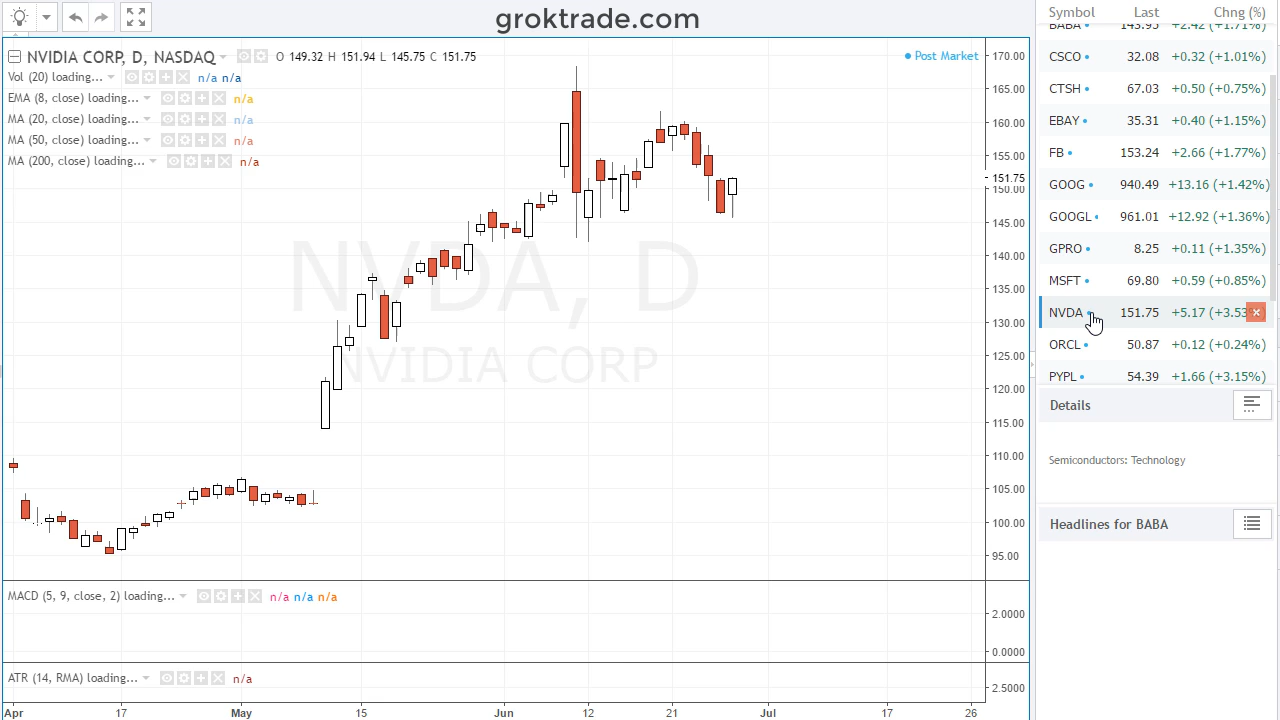 groktrade.com
Symbol Last Chng (%)
BABA 143.95 +2.42 (+1.71%)
NVIDIA CORP, D, NASDAQ O 149.32 H 151.94 L 145.75 C 151.75
Post Market
170.00
CSCO 32.08 +0.32 (+1.01%)
Vol (20) loading... n/a n/a
CTSH 67.03 +0.50 (+0.75%)
165.00
EMA (8, close) loading... n/a
MA (20, close) loading... n/a
160.00
EBAY 35.31 +0.40 (+1.15%)
MA (50, close) loading... n/a
155.00
FB 153.24 +2.66 (+1.77%)
MA (200, close) loading... n/a
151.75
150.00
GOOG 940.49 +13.16 (+1.42%)
145.00
GOOGL 961.01 +12.92 (+1.36%)
140.00
GPRO 8.25 +0.11 (+1.35%)
NVDA, D
135.00
MSFT 69.80 +0.59 (+0.85%)
130.00
NVDA 151.75 +5.17 (+3.53
125.00
ORCL 50.87 +0.12 (+0.24%)
NVIDIA CORP
120.00
PYPL 54.39 +1.66 (+3.15%)
115.00
Details
110.00
Semiconductors: Technology
105.00
100.00
Headlines for BABA
95.00
MACD (5, 9, close, 2) loading... n/a n/a n/a
2.0000
0.0000
ATR (14, RMA) loading... n/a
2.5000
Apr 17 May 15 Jun 12 21 Jul 17 26